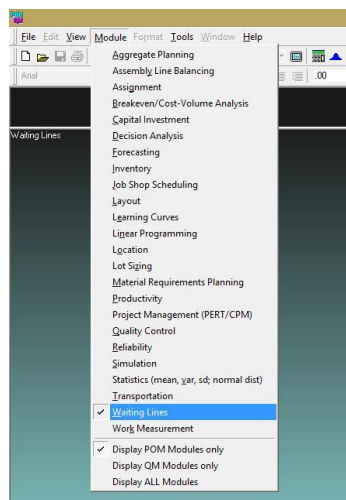 File Edit View Module Format Tools Window Help
Arial
.00
Waiting Lines
Aggregate Planning
Assembly Line Balancing
Assignment
Breakeven/Cost-Volume Analysis
Capital Investment
Decision Analysis
Forecasting
Inventory
Job Shop Scheduling
Layout
Learning Curves
Linear Programming
Location
Lot Sizing
Material Requirements Planning
Productivity
Project Management (PERT/CPM)
Quality Control
Reliability
Simulation
Statistics (mean, var, sd; normal dist)
Transportation
Waiting Lines
Work Measurement
Display POM Modules only
Display QM Modules only
Display ALL Modules